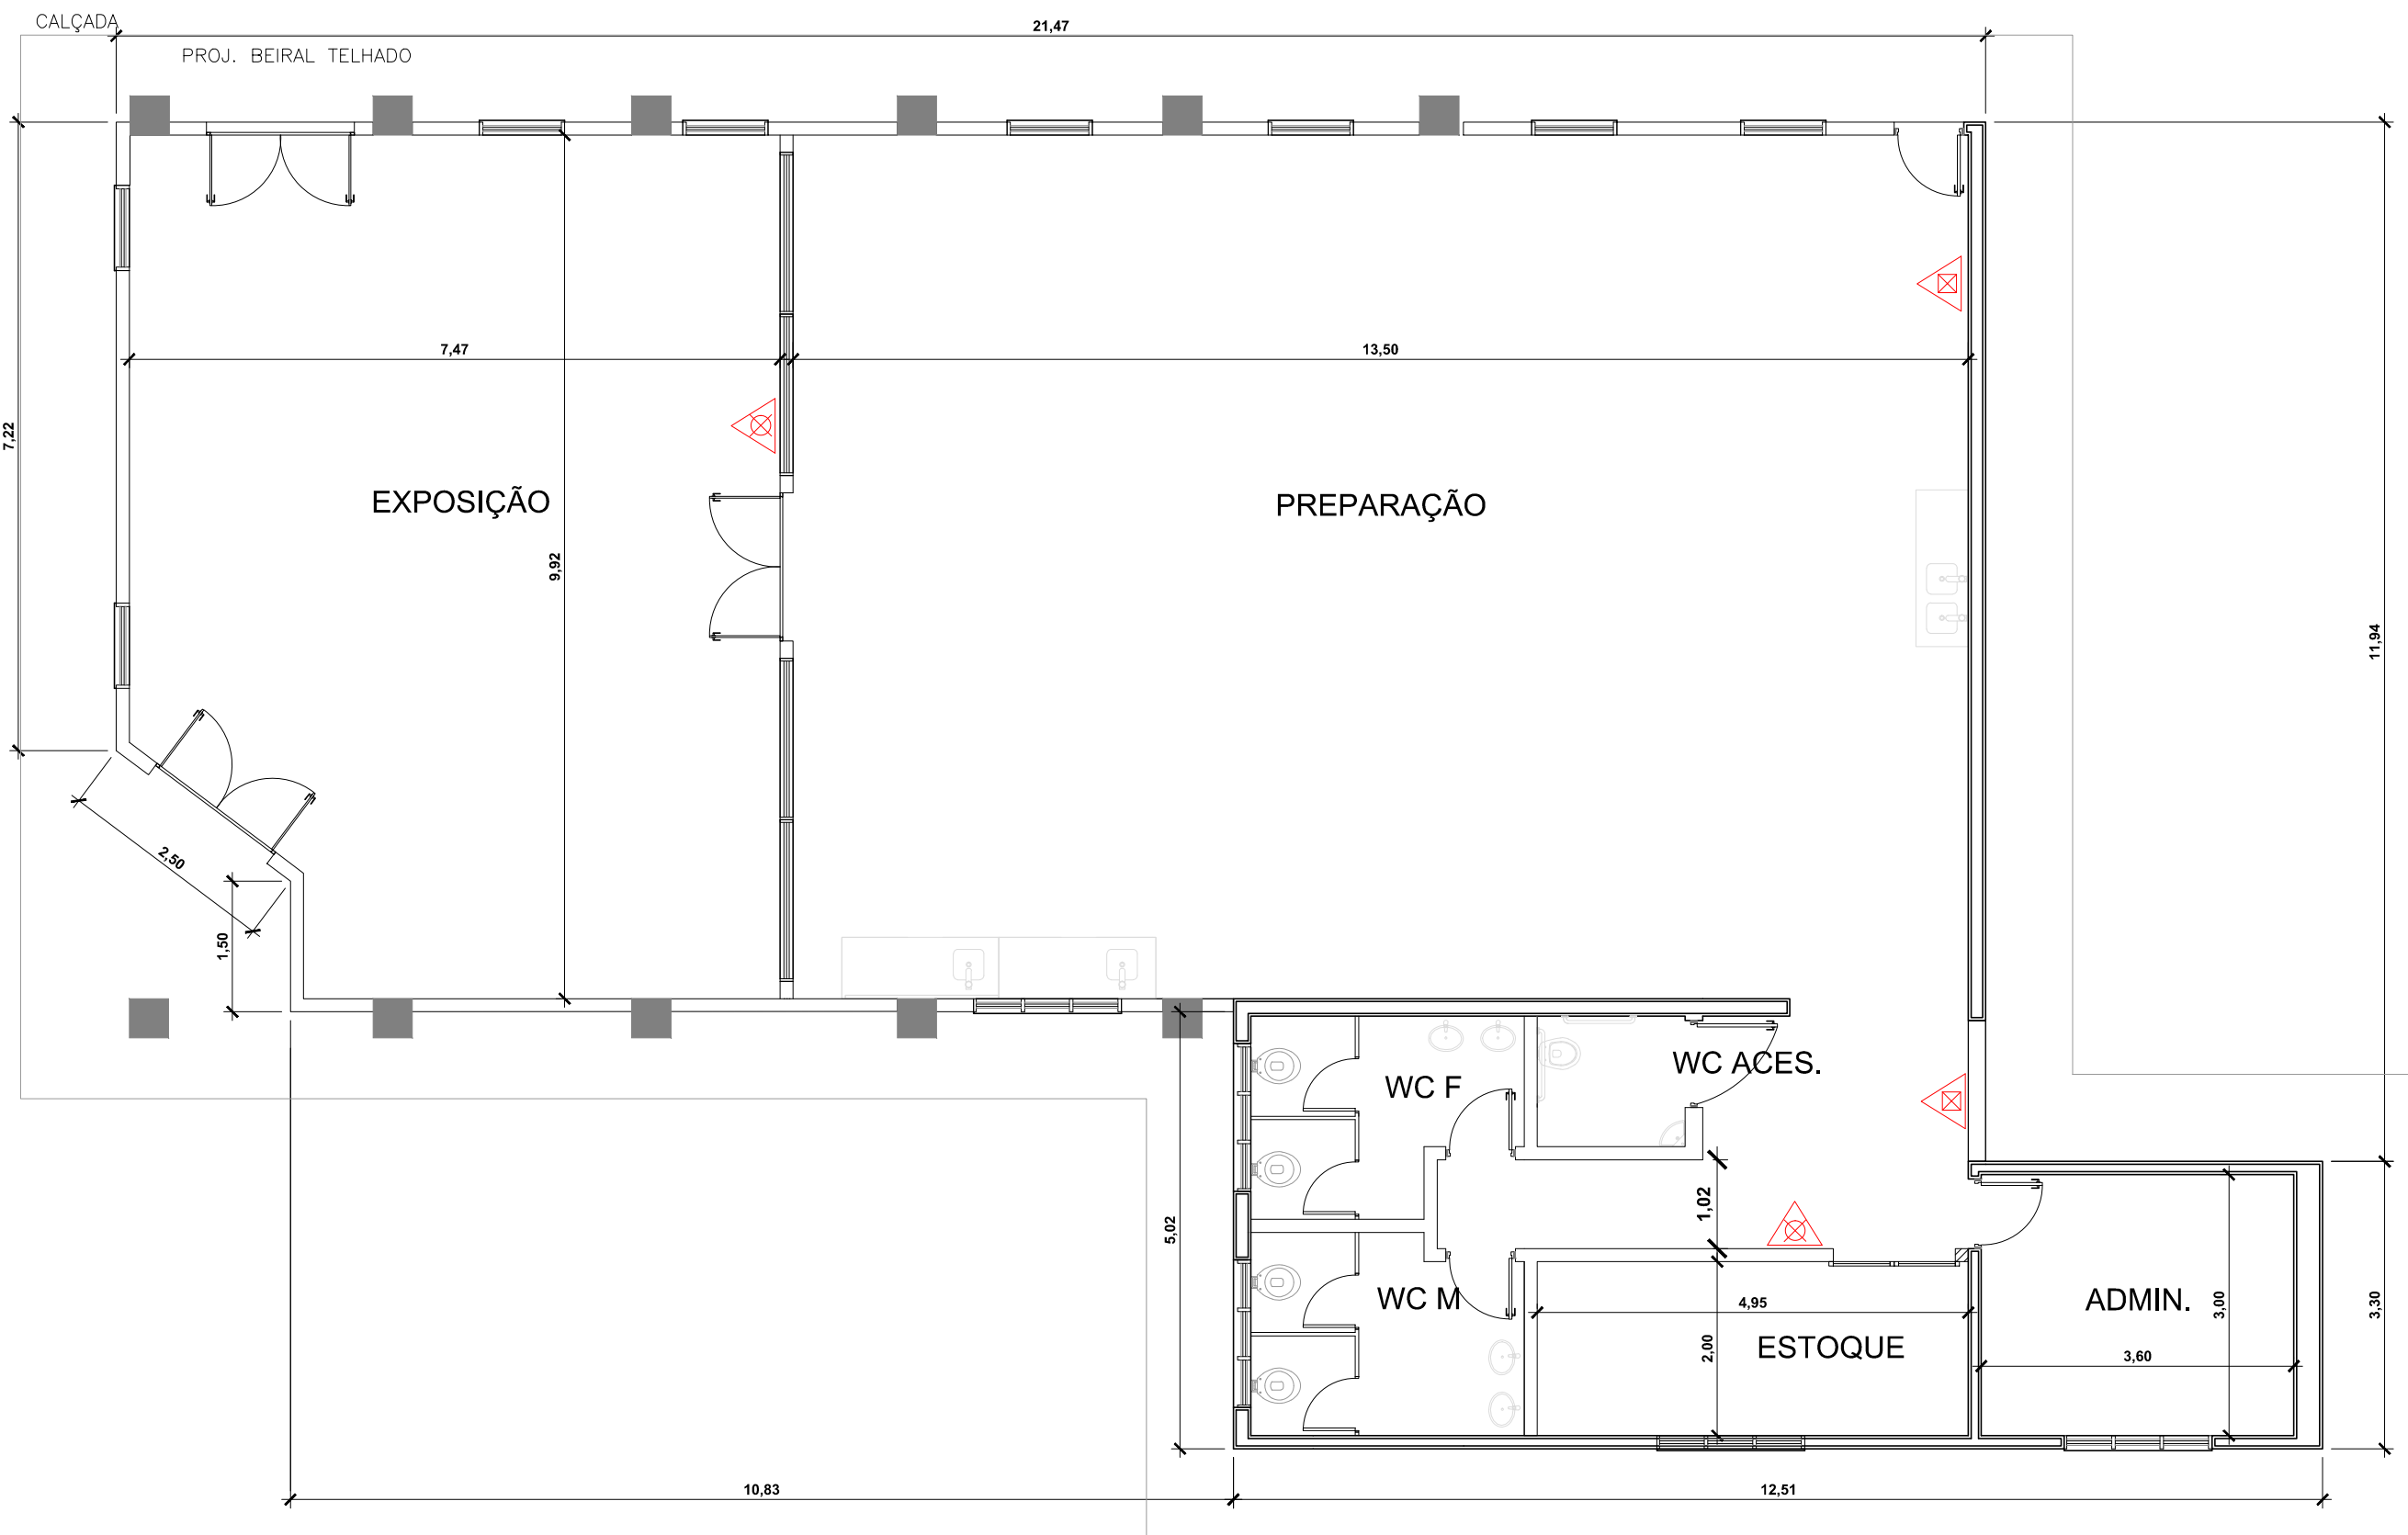 CALÇADA
21,47
PROJ. BEIRAL TELHADO
7,47
13,50
7,22
EXPOSIÇÃO
PREPARAÇÃO
9,92
11,94
2,50
1,50
WC F
WC ACES.
1,02
5,02
WC M
4,95
2,00
ESTOQUE
ADMIN.
3,00
3,30
3,60
10,83
12,51